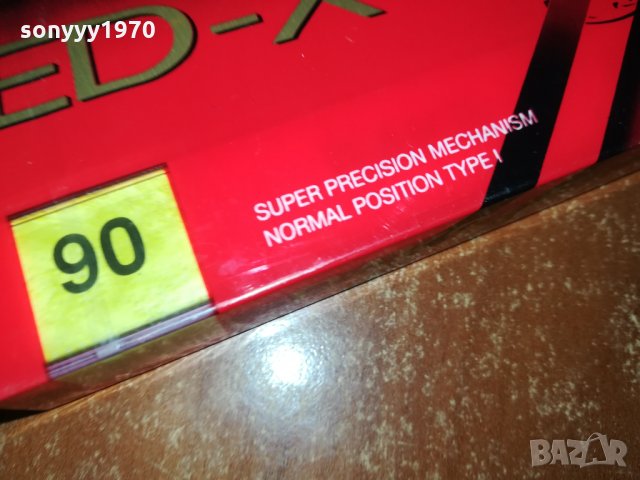 sonyyy1970
ED-X
SUPER PRECISION MECHANISM
NORMAL POSITION TYPE I
90
BAZAR